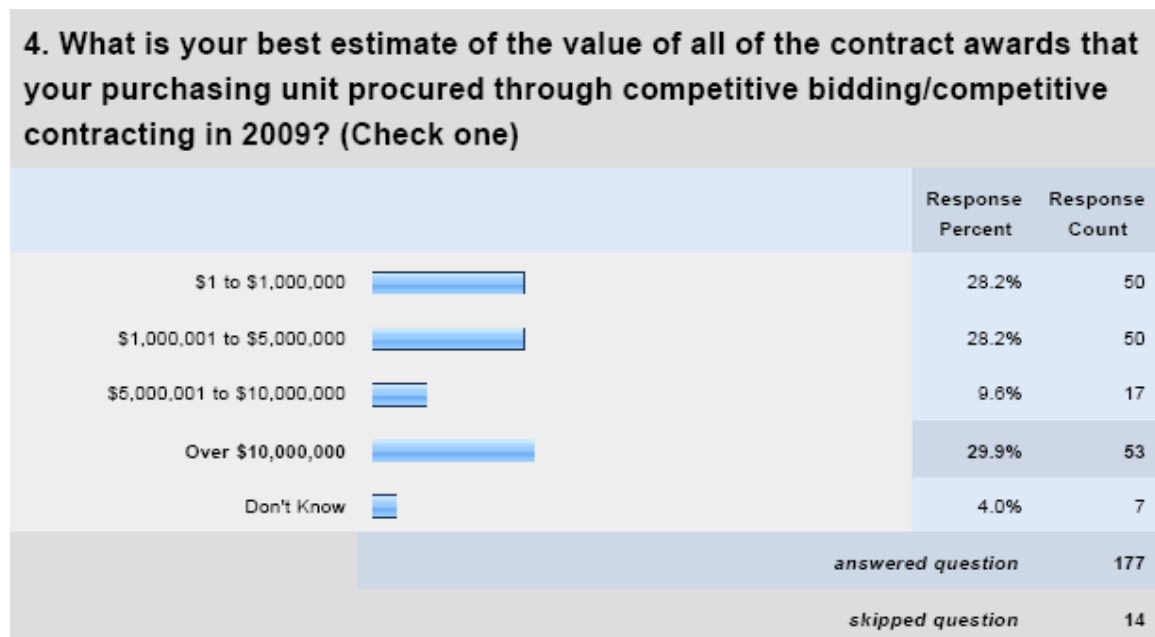 4. What is your best estimate of the value of all of the contract awards that
your purchasing unit procured through competitive bidding/competitive
contracting in 2009? (Check one)
Response Percent Response Count
$1 to $1,000,000 28.2% 50
$1,000,001 to $5,000,000 28.2% 50
$5,000,001 to $10,000,000 9.6% 17
Over $10,000,000 29.9% 53
Don't Know 4.0% 7
answered question 177
skipped question 14